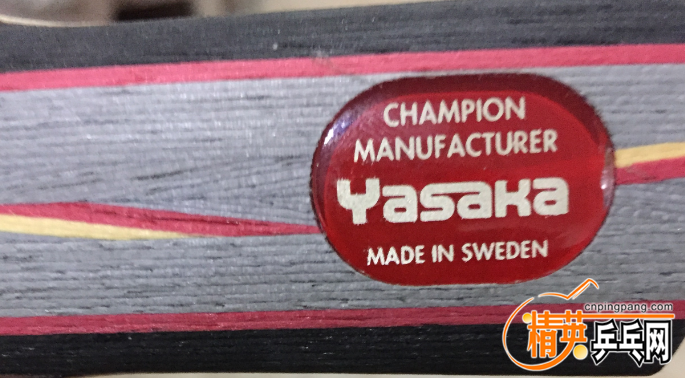 CHAMPION
MANUFACTURER
Yasaka
MADE IN SWEDEN
cnpingpang.com
精英乒乓网